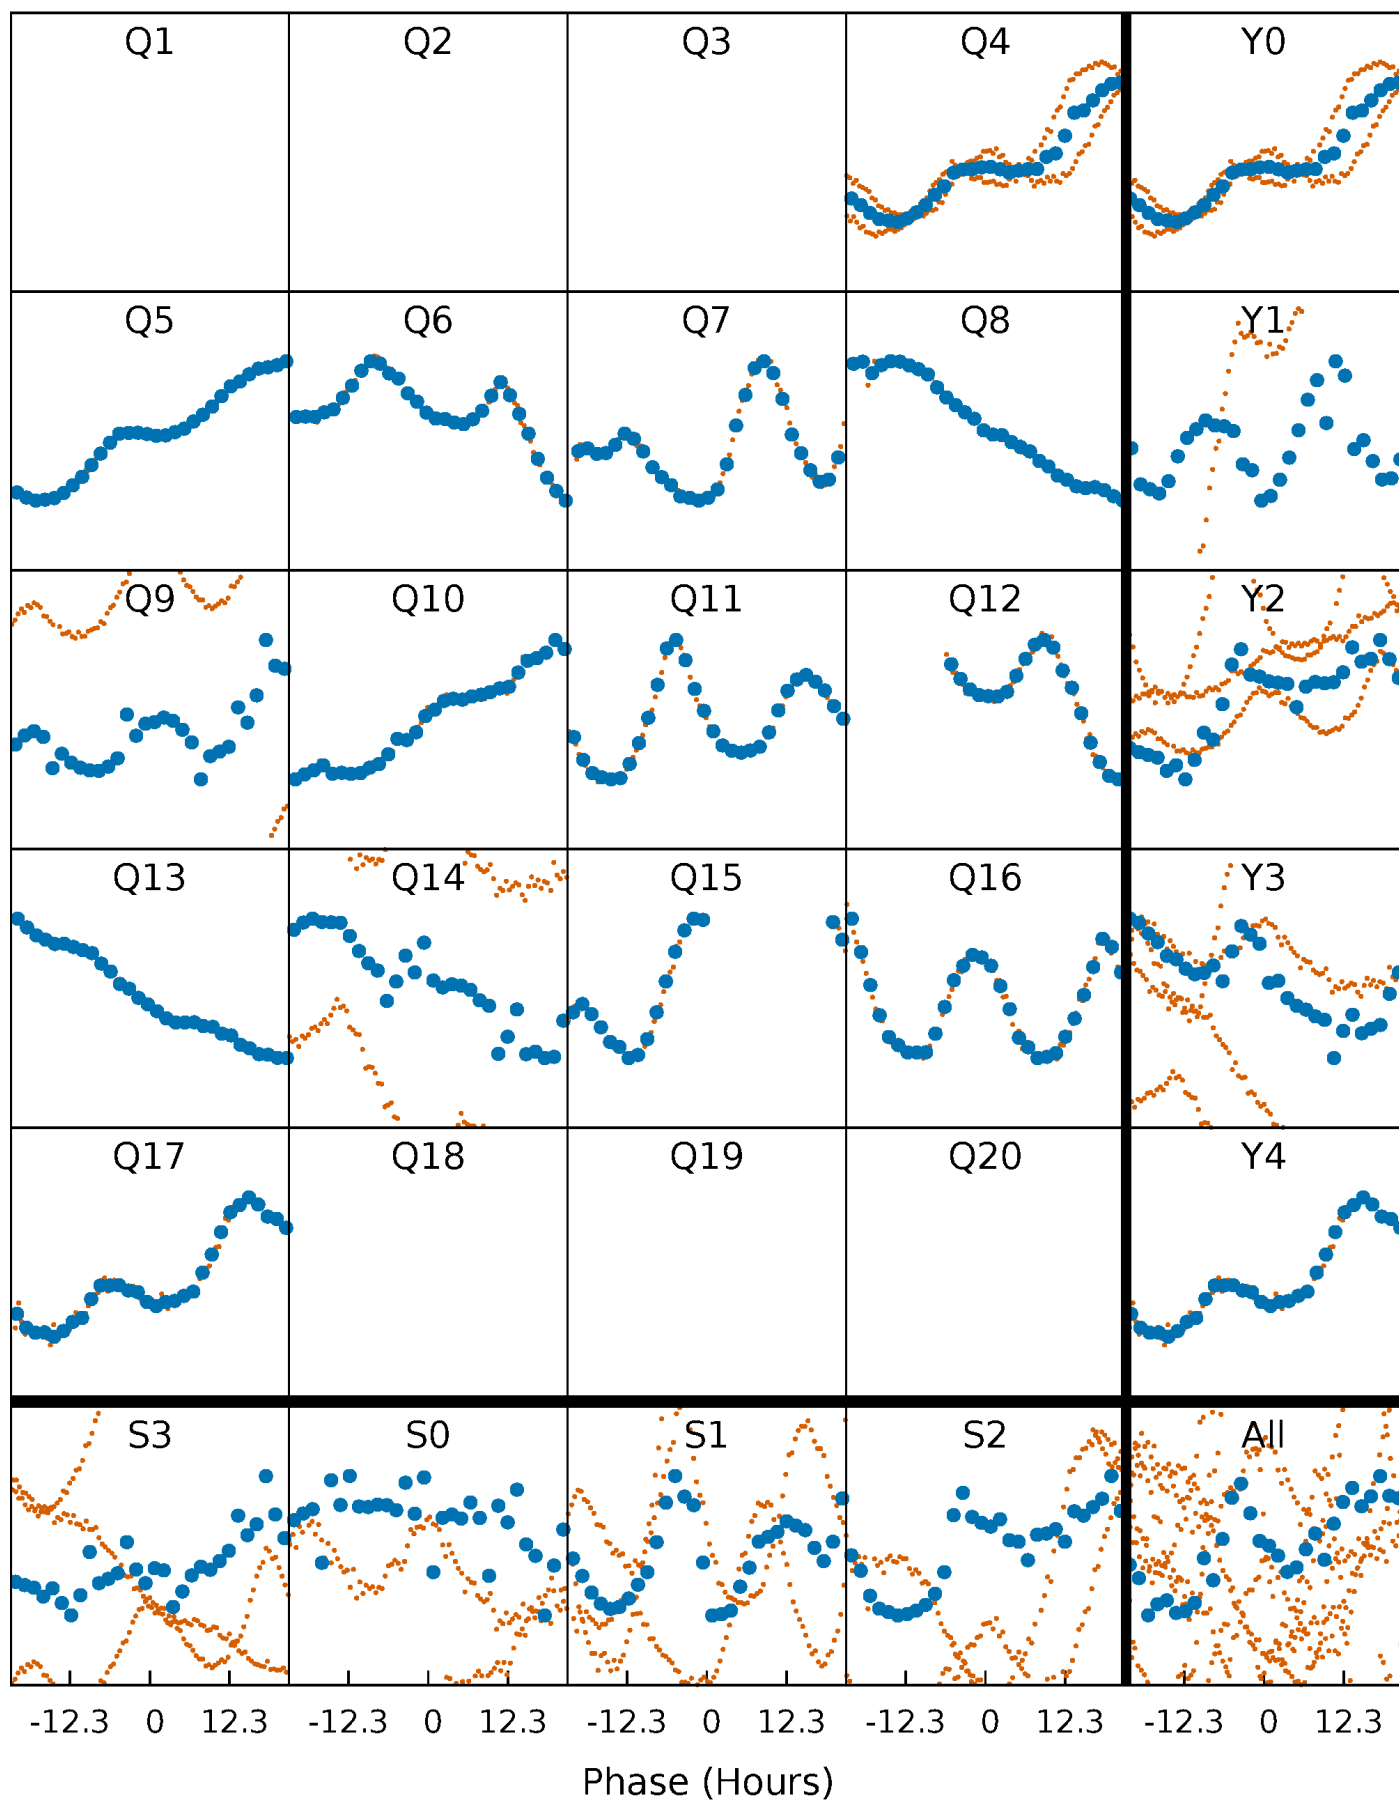 Q1 Q2 Q3 Q4 Y0
Q5 Q6 Q7 Q8 Y1
Q9 Q10 Q11 Q12 Y2
Q13 Q14 Q15 Q16 Y3
Q17 Q18 Q19 Q20 Y4
S3 S0 S1 S2 All
-12.3 0 12.3 -12.3 0 12.3 -12.3 0 12.3 -12.3 0 12.3 -12.3 0 12.3
Phase (Hours)